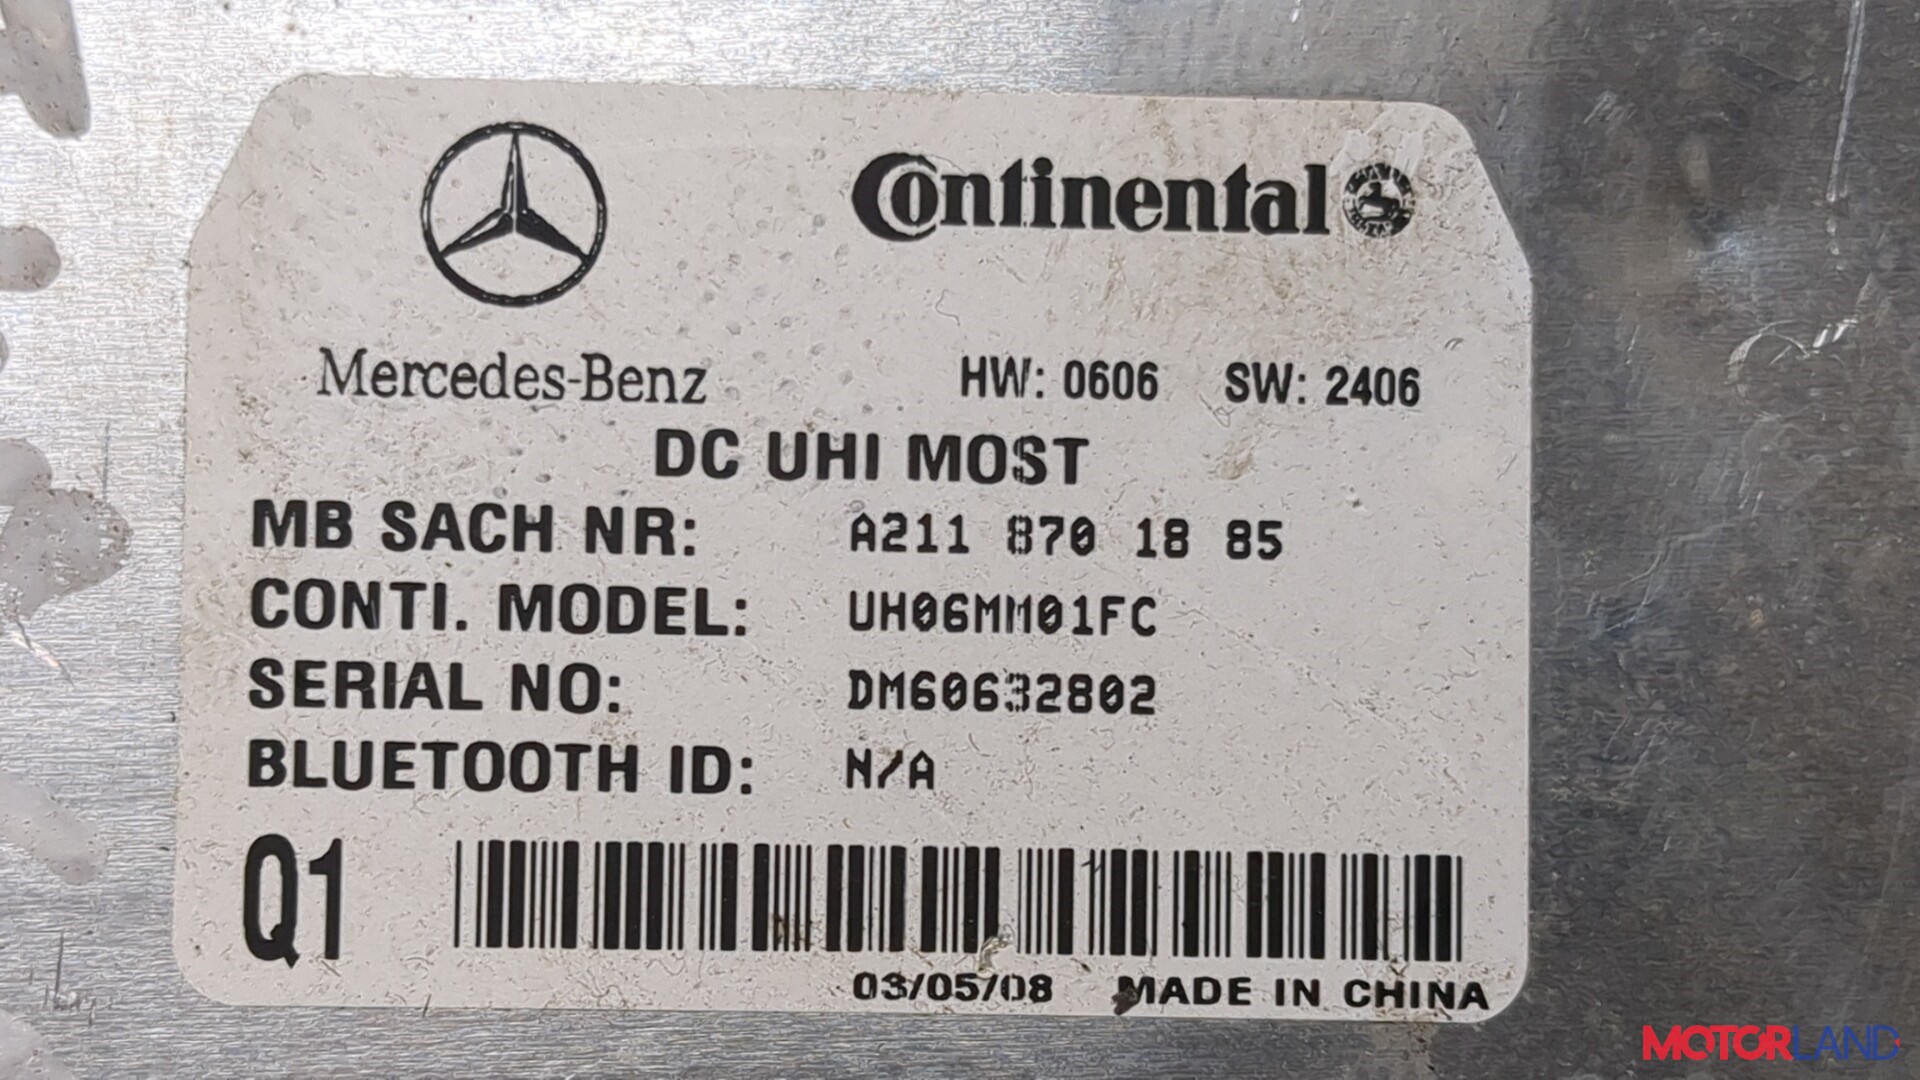 Continental
Mercedes-Benz
HW: 0606 SW: 2406
DC UHI MOST
MB SACH NR: A211 870 18 85
CONTI. MODEL: UH06MM01FC
SERIAL NO: DM60632802
BLUETOOTH ID: N/A
Q1
03/05/08 MADE IN CHINA
MOTORLAND